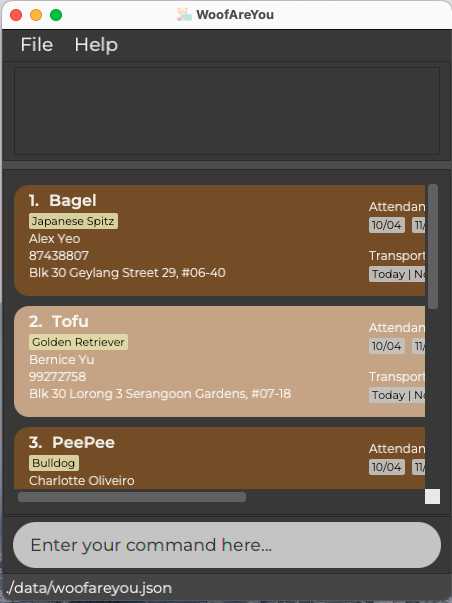 WoofAreYou
File Help
1. Bagel
Japanese Spitz
Alex Yeo
87438807
Blk 30 Geylang Street 29, #06-40
Attendan
10/04 11/
Transport
Today | No
2. Tofu
Golden Retriever
Bernice Yu
99272758
Blk 30 Lorong 3 Serangoon Gardens, #07-18
Attendan
10/04 11/
Transport
Today | No
3. PeePee
Bulldog
Charlotte Oliveiro
Attendan
10/04 11/
Enter your command here...
./data/woofareyou.json